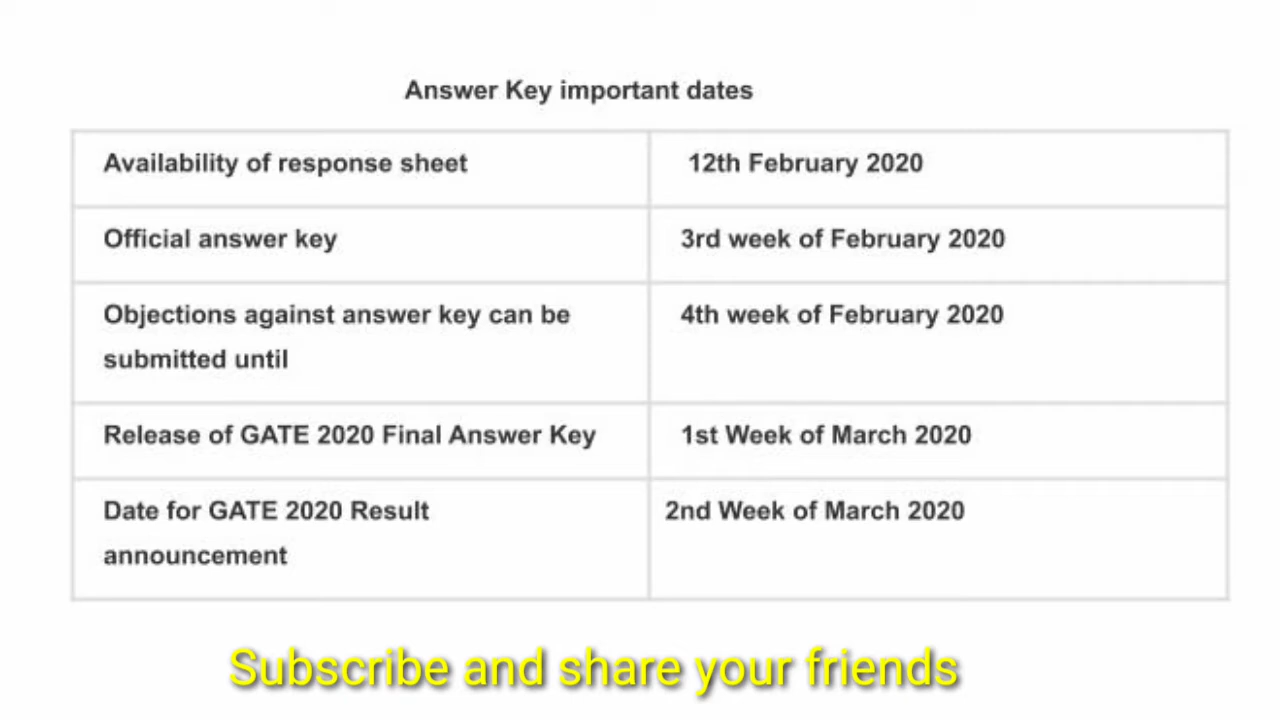 Answer Key important dates
Availability of response sheet 12th February 2020
Official answer key 3rd week of February 2020
Objections against answer key can be 4th week of February 2020
submitted until
Release of GATE 2020 Final Answer Key 1st Week of March 2020
Date for GATE 2020 Result 2nd Week of March 2020
announcement
Subscribe and share your friends